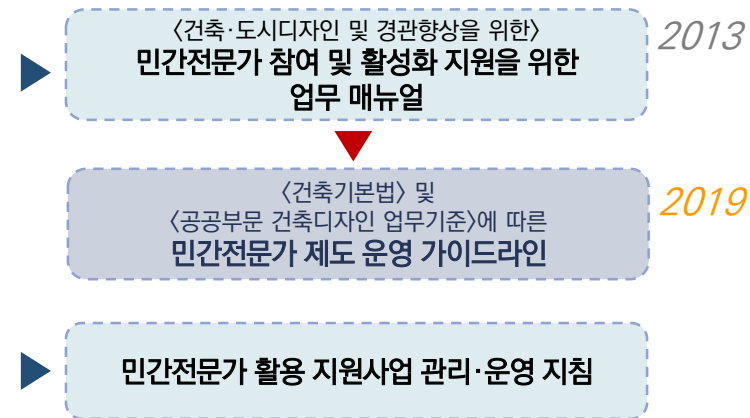 〈건축·도시디자인 및 경관향상을 위한〉
민간전문가 참여 및 활성화 지원을 위한
업무 매뉴얼
2013
〈건축기본법〉 및
〈공공부문 건축디자인 업무기준〉에 따른
민간전문가 제도 운영 가이드라인
2019
민간전문가 활용 지원사업 관리·운영 지침